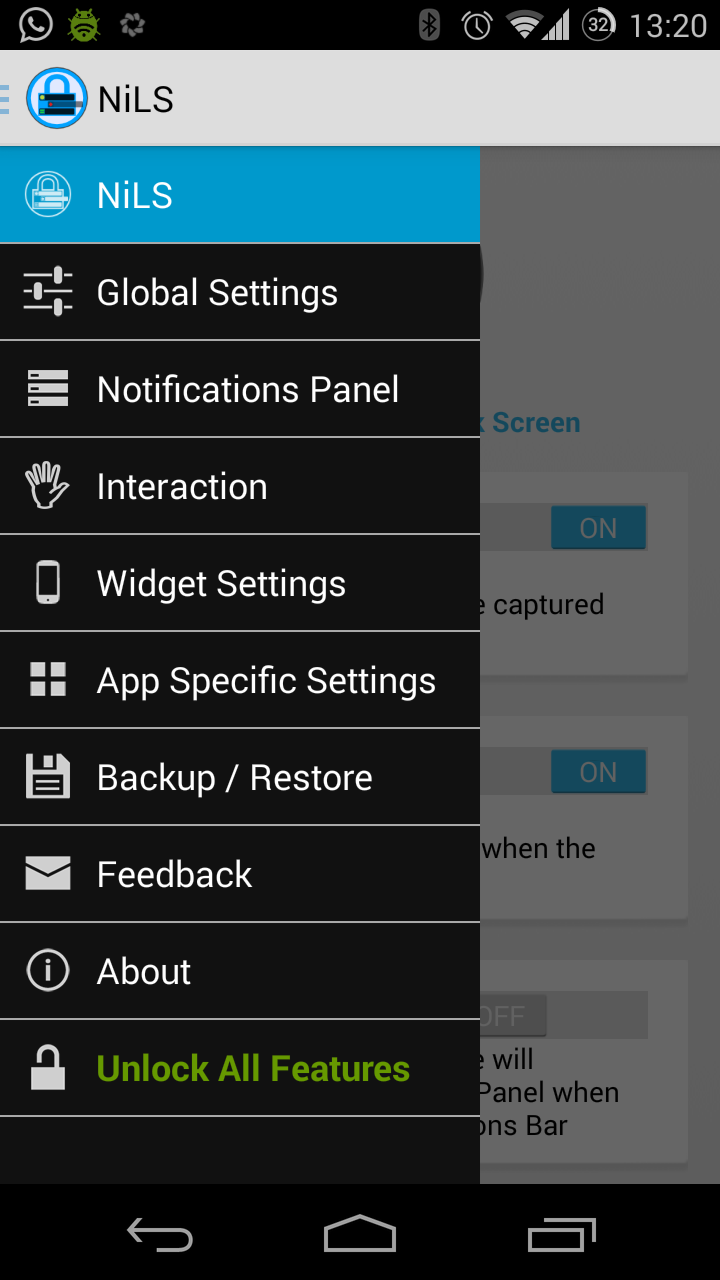 32 13:20
NiLS
NiLS
Global Settings
Notifications Panel
Screen
Interaction
ON
Widget Settings
captured
App Specific Settings
Backup / Restore
ON
Feedback
when the
About
OFF
will
Unlock All Features
Panel when
Bar